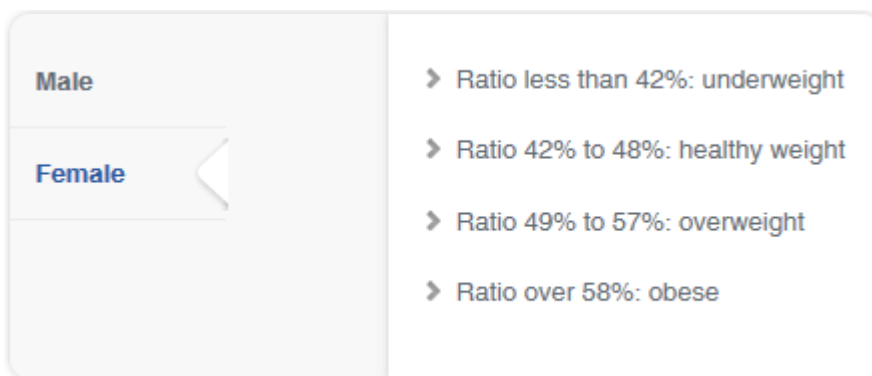 Male
Female
Ratio less than 42%: underweight
Ratio 42% to 48%: healthy weight
Ratio 49% to 57%: overweight
Ratio over 58%: obese